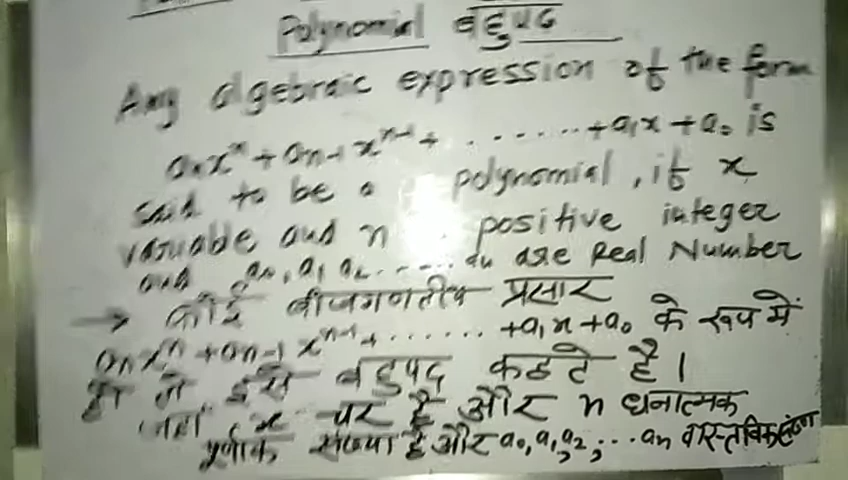 Polynomial बहुपद
Any algebraic expression of the form
aₙxⁿ + aₙ₋₁ xⁿ⁻¹ + ........ + a₁x + a₀ is
said to be a polynomial, if x
variable and n positive integer
and a₀, a₁ a₂ ...... aₙ are Real Number
→ कोई बीजगणतीय प्रसार
aₙxⁿ + aₙ₋₁ xⁿ⁻¹ + ....... + a₁x + a₀ के रूप में
हो तो इसे बहुपद कहते है।
जहाँ x चर है और n धनात्मक
पूर्णांक संख्या है और a₀, a₁, a₂, ... aₙ वास्तविक संख्या